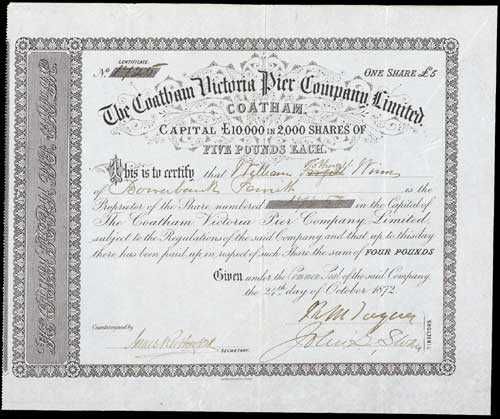 CERTIFICATE.
No. ONE SHARE £5
The Coatham Victoria Pier Company, Limited,
COATHAM.
CAPITAL £10,000 IN 2000 SHARES OF
FIVE POUNDS EACH.
This is to certify that William
of is the
Proprietor of the Share numbered in the Capital of
The Coatham Victoria Pier Company, Limited,
subject to the Regulations of the said Company, and that up to this day
there has been paid up in respect of such Share the sum of FOUR POUNDS
Given under the Common Seal of the said Company,
the 24th day of October 1872
Countersigned by
SECRETARY.
DIRECTORS